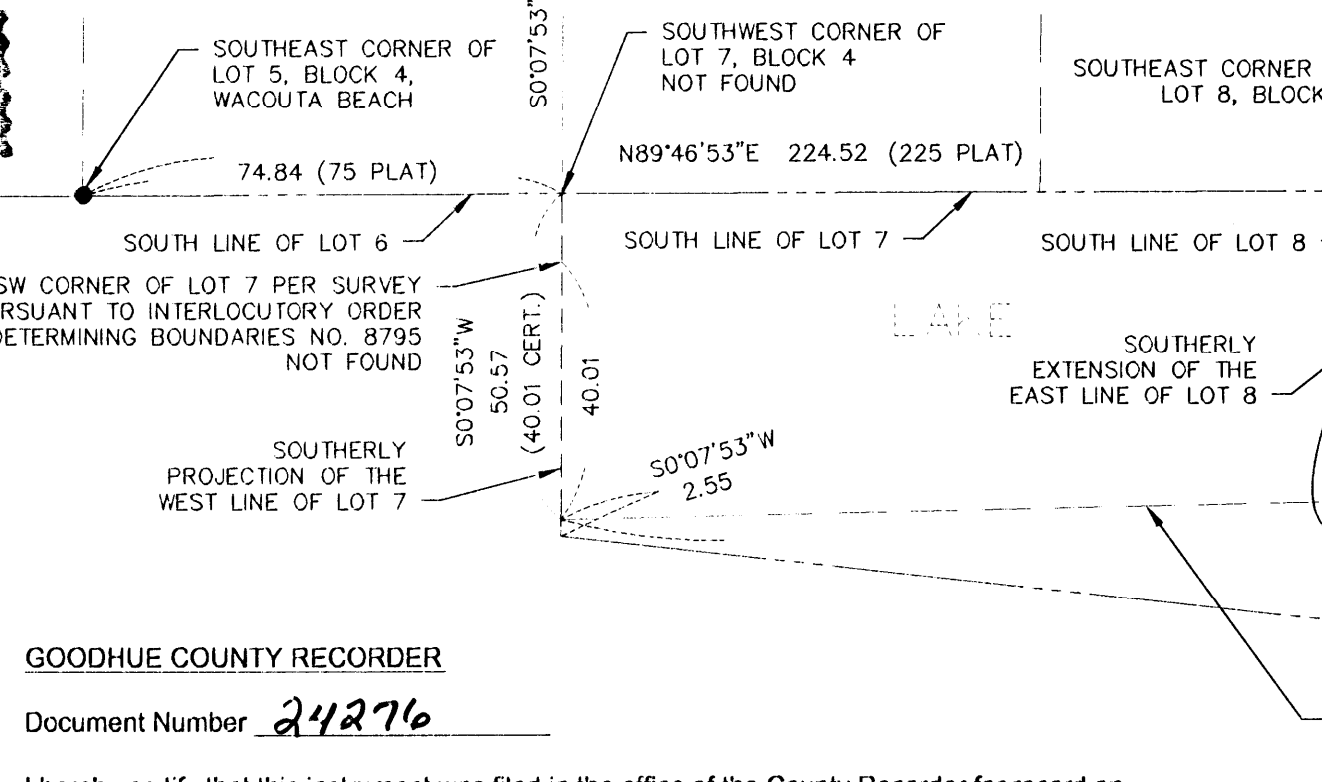 SOUTHEAST CORNER OF
LOT 5, BLOCK 4,
WACOUTA BEACH
S0°07'53"
SOUTHWEST CORNER OF
LOT 7, BLOCK 4
NOT FOUND
SOUTHEAST CORNER
LOT 8, BLOCK
74.84 (75 PLAT)
N89°46'53"E 224.52 (225 PLAT)
SOUTH LINE OF LOT 6
SOUTH LINE OF LOT 7
SOUTH LINE OF LOT 8
SW CORNER OF LOT 7 PER SURVEY
RSUANT TO INTERLOCUTORY ORDER
DETERMINING BOUNDARIES NO. 8795
NOT FOUND
S0°07'53"W
50.57
(40.01 CERT.)
40.01
LAKE
SOUTHERLY
EXTENSION OF THE
EAST LINE OF LOT 8
SOUTHERLY
PROJECTION OF THE
WEST LINE OF LOT 7
S0°07'53"W
2.55
GOODHUE COUNTY RECORDER
Document Number 24276